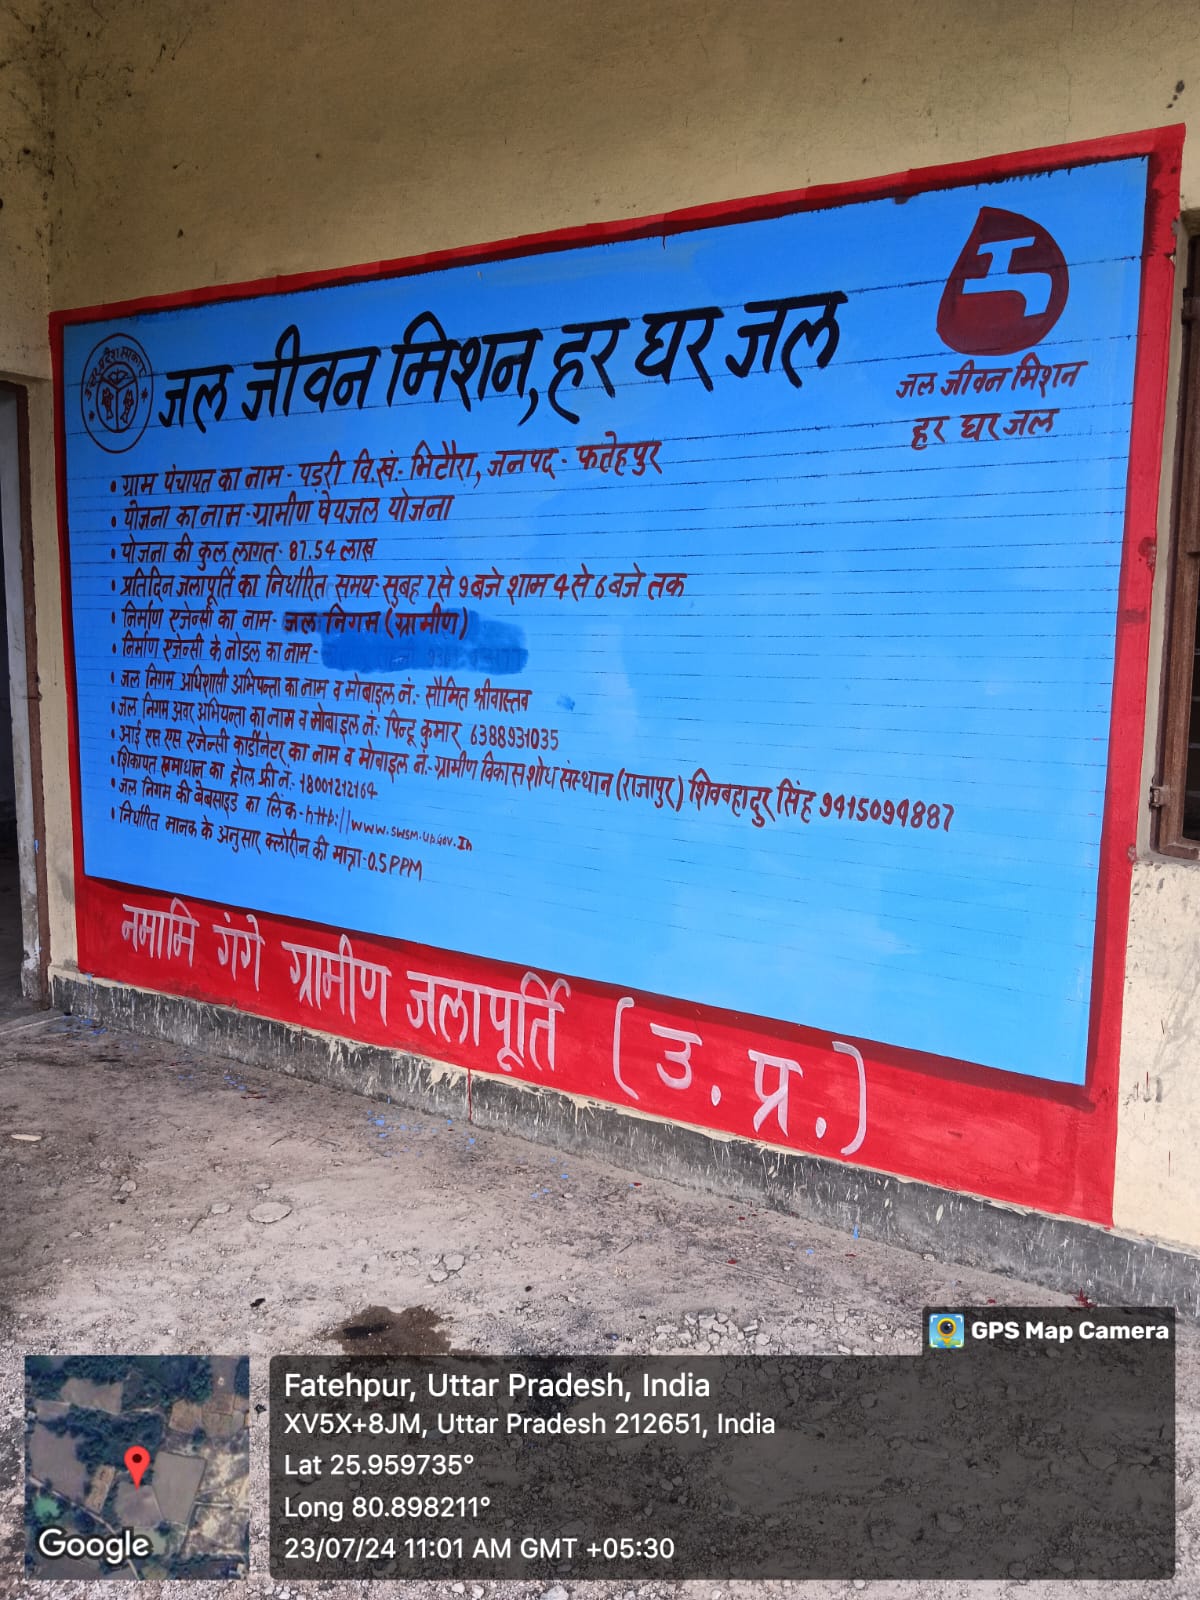 उत्तर प्रदेश सरकार
जल जीवन मिशन, हर घर जल
जल जीवन मिशन
हर घर जल
• ग्राम पंचायत का नाम - पड़री वि.खं.- भिटौरा, जनपद - फतेहपुर
• योजना का नाम - ग्रामीण पेयजल योजना
• योजना की कुल लागत - 87.54 लाख
• प्रतिदिन जलापूर्ति का निर्धारित समय - सुबह 7 से 9 बजे शाम 4 से 6 बजे तक
• निर्माण एजेन्सी का नाम - जल निगम (ग्रामीण)
• निर्माण एजेन्सी के नोडल का नाम -
• जल निगम अधिशासी अभियन्ता का नाम व मोबाइल नं.- सौमित श्रीवास्तव
• जल निगम अवर अभियन्ता का नाम व मोबाइल नं.- पिन्टू कुमार 6388931035
• आई एस एस एजेन्सी कार्डीनेटर का नाम व मोबाइल नं.- ग्रामीण विकास शोध संस्थान (राजापुर) शिवबहादुर सिंह 9415094887
• शिकायत समाधान का ट्रोल फ्री नं.- 18001212164
• जल निगम की बेबसाइड का लिंक - http://www.swsm.up.gov.in
• निर्धारित मानक के अनुसार क्लोरीन की मात्रा - 0.5 PPM
नमामि गंगे ग्रामीण जलापूर्ति (उ.प्र.)
GPS Map Camera
Fatehpur, Uttar Pradesh, India
XV5X+8JM, Uttar Pradesh 212651, India
Lat 25.959735°
Long 80.898211°
23/07/24 11:01 AM GMT +05:30
Google